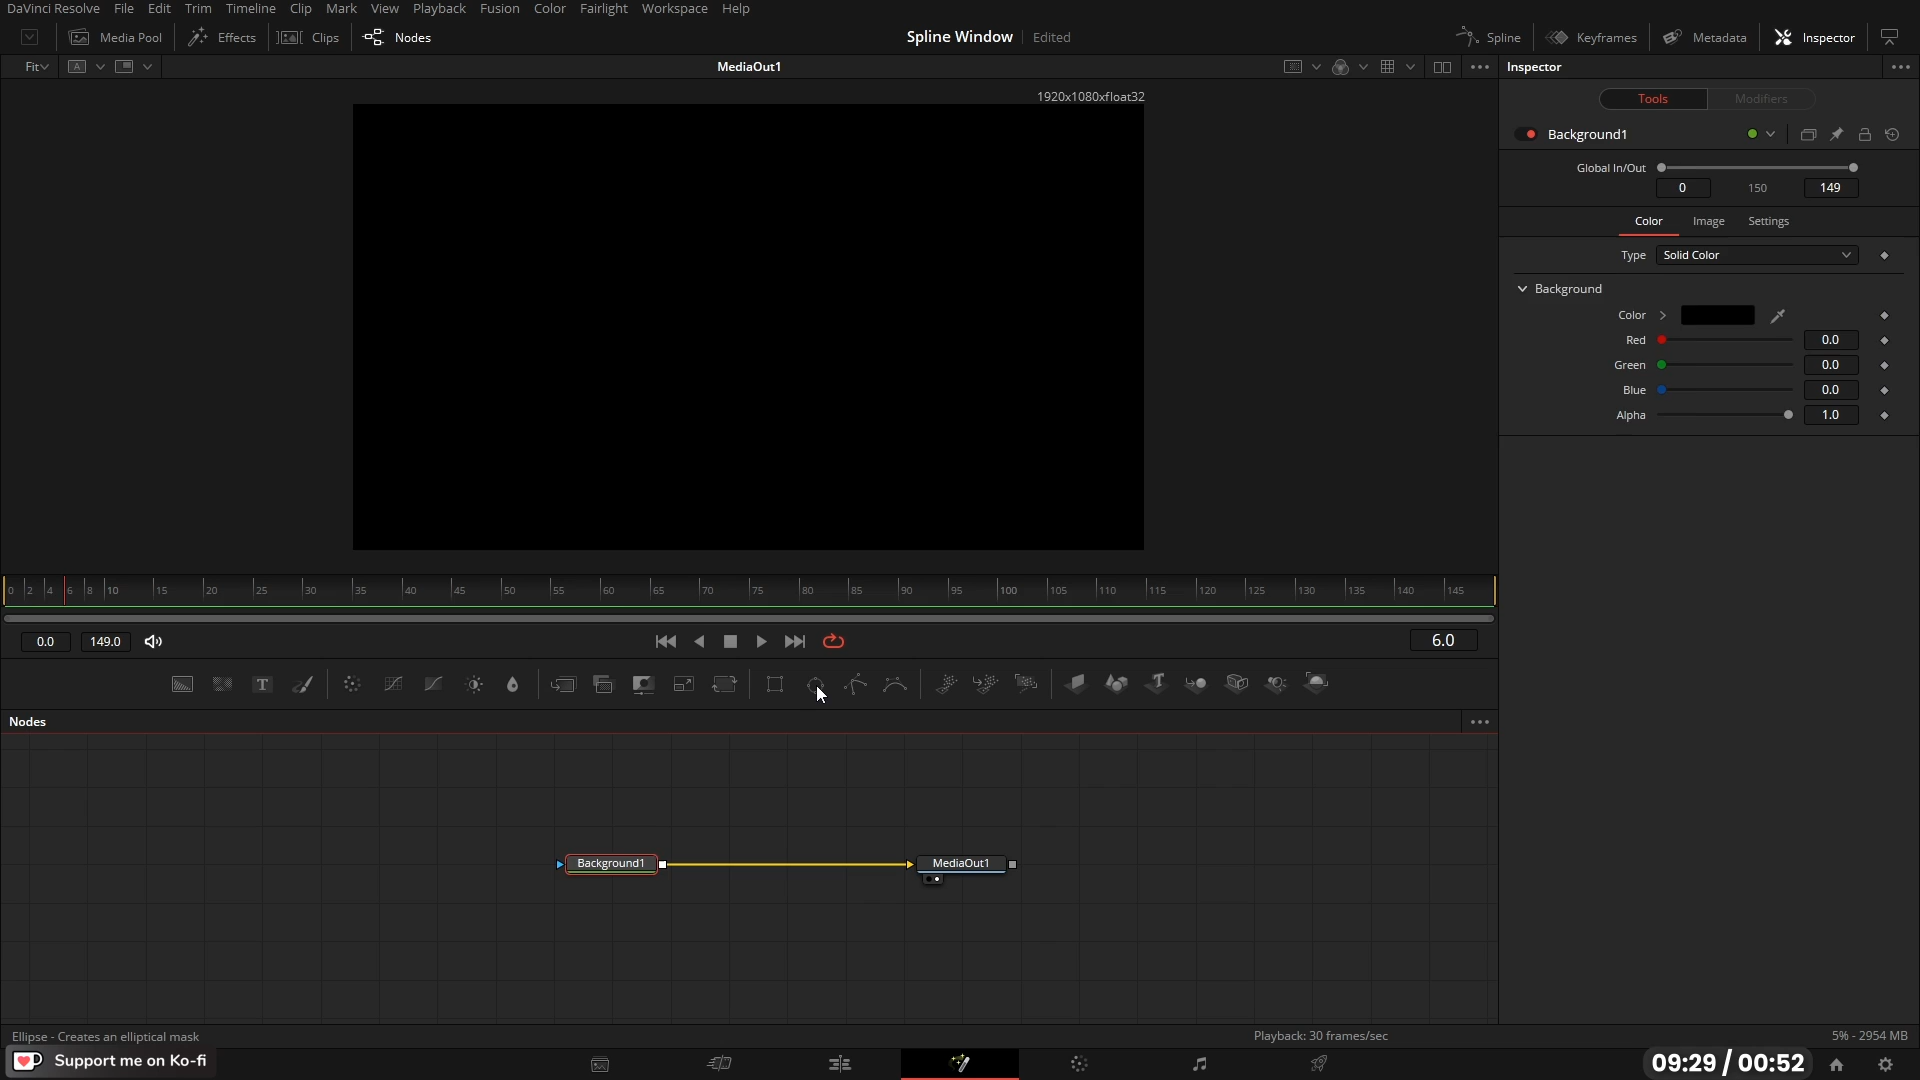 DaVinci Resolve File Edit Trim Timeline Clip Mark View Playback Fusion Color Fairlight Workspace Help
Media Pool Effects Clips Nodes Spline Window Edited Spline Keyframes Metadata Inspector
Fit A MediaOut1 Inspector
1920x1080xfloat32
Tools Modifiers
Background1
Global In/Out
0 150 149
Color Image Settings
Type Solid Color
Background
Color
Red 0.0
Green 0.0
Blue 0.0
Alpha 1.0
0 2 4 6 8 10 15 20 25 30 35 40 45 50 55 60 65 70 75 80 85 90 95 100 105 110 115 120 125 130 135 140 145
0.0 149.0 6.0
T T
Nodes
Background1 MediaOut1
Ellipse - Creates an elliptical mask Playback: 30 frames/sec 5% - 2954 MB
Support me on Ko-fi 09:29 / 00:52